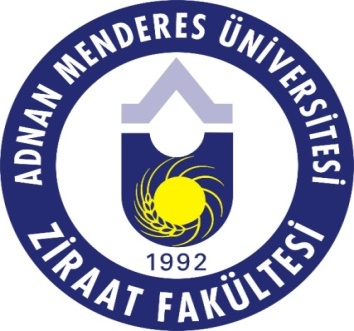 ADNAN MENDERES ÜNİVERSİTESİ
1992
ZİRAAT FAKÜLTESİ